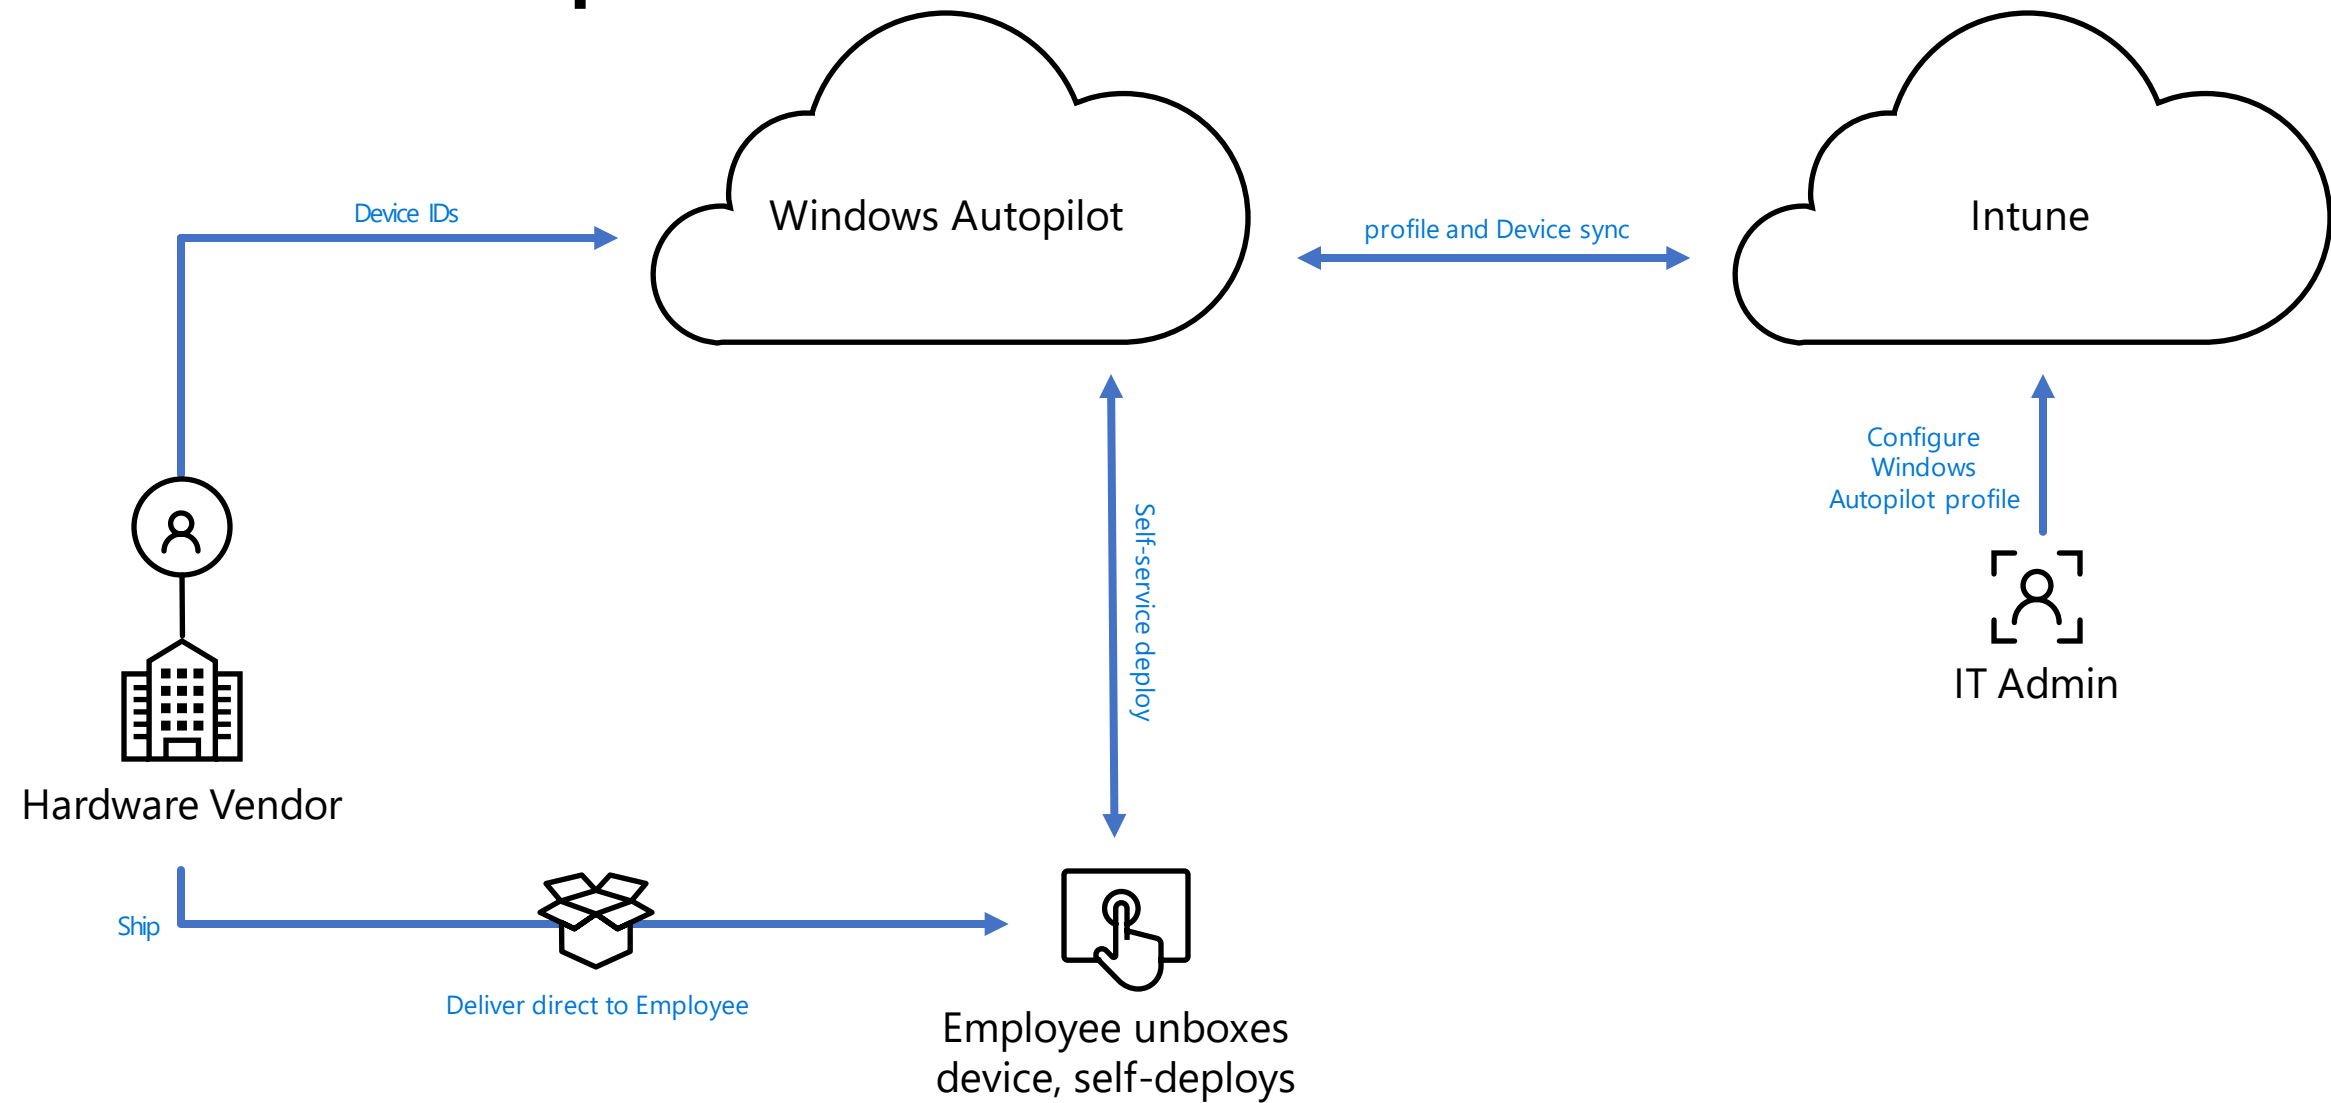 Windows Autopilot
Intune
Device IDs
profile and Device sync
Configure
Windows
Autopilot profile
Self-service deploy
IT Admin
Hardware Vendor
Ship
Deliver direct to Employee
Employee unboxes
device, self-deploys